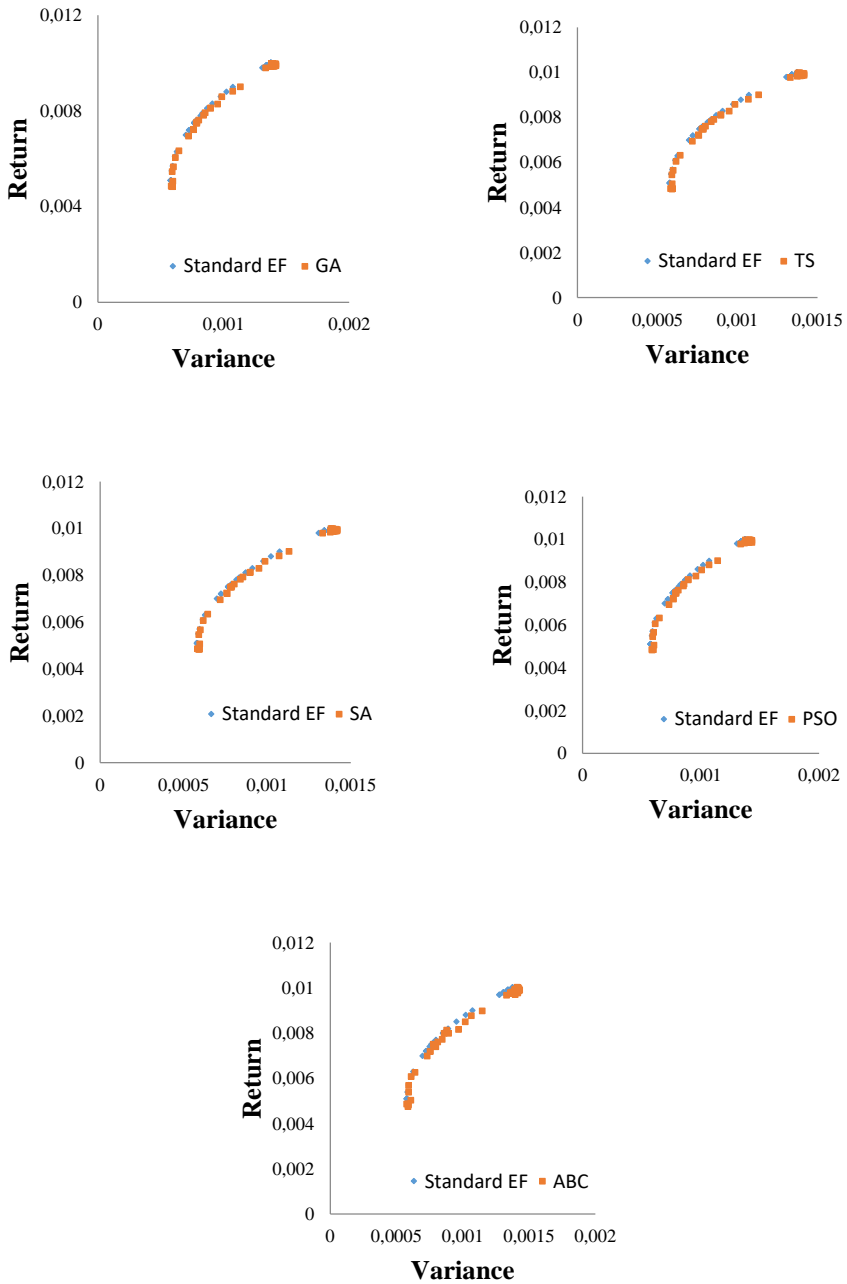 0,012
0,008
0,004
0
Return
Standard EF GA
0 0,001 0,002
Variance
0,012
0,01
0,008
0,006
0,004
0,002
0
Return
Standard EF TS
0 0,0005 0,001 0,0015
Variance
0,012
0,01
0,008
0,006
0,004
0,002
0
Return
Standard EF SA
0 0,0005 0,001 0,0015
Variance
0,012
0,01
0,008
0,006
0,004
0,002
0
Return
Standard EF PSO
0 0,001 0,002
Variance
0,012
0,01
0,008
0,006
0,004
0,002
0
Return
Standard EF ABC
0 0,0005 0,001 0,0015 0,002
Variance